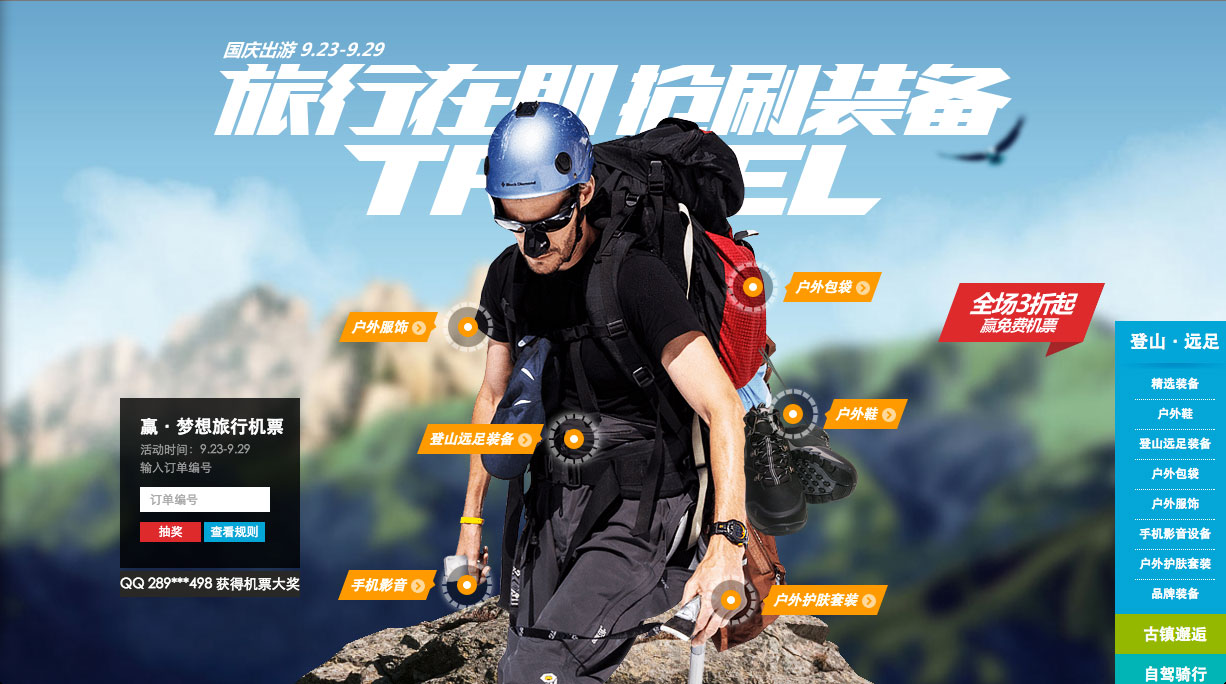 国庆出游 9.23-9.29
旅行在即 抢刷装备
TRAVEL
Black Diamond
户外包袋
户外服饰
全场3折起
赢免费机票
户外鞋
登山远足装备
赢·梦想旅行机票
活动时间：9.23-9.29
输入订单编号
订单编号
抽奖 查看规则
QQ 289***498 获得机票大奖
手机影音
户外护肤套装
登山·远足
精选装备
户外鞋
登山远足装备
户外包袋
户外服饰
手机影音设备
户外护肤套装
品牌装备
古镇邂逅
自驾骑行